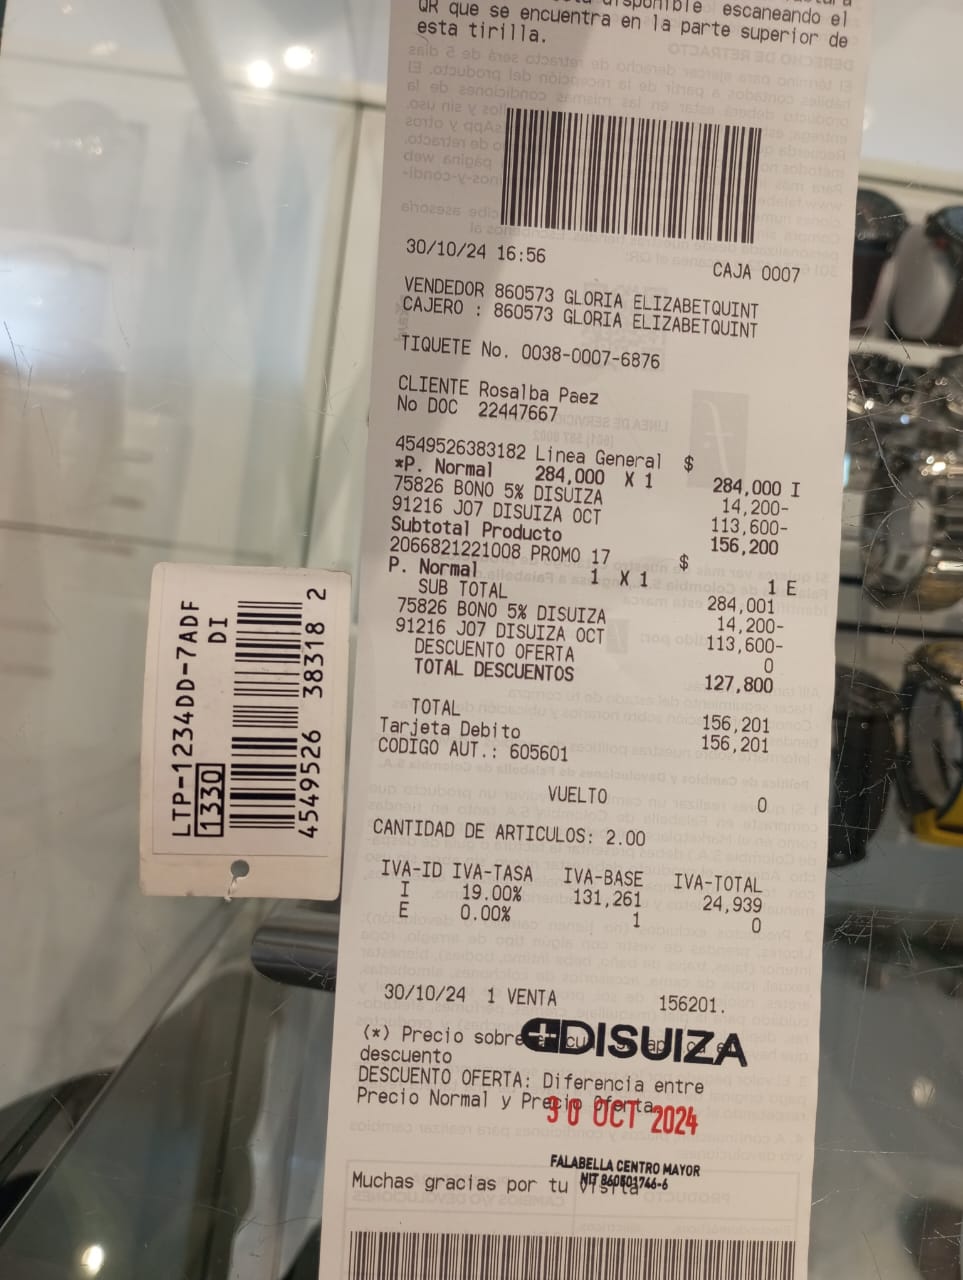 QR que se encuentra en la parte superior de
esta tirilla.
30/10/24 16:56
CAJA 0007
VENDEDOR 860573 GLORIA ELIZABETQUINT
CAJERO : 860573 GLORIA ELIZABETQUINT
TIQUETE No. 0038-0007-6876
CLIENTE Rosalba Paez
No DOC 22447667
4549526383182 Linea General $
*P. Normal 284,000 X 1 284,000 I
75826 BONO 5% DISUIZA 14,200-
91216 J07 DISUIZA OCT 113,600-
Subtotal Producto 156,200
2066821221008 PROMO 17 $
P. Normal 1 X 1 1 E
SUB TOTAL 284,001
75826 BONO 5% DISUIZA 14,200-
91216 J07 DISUIZA OCT 113,600-
DESCUENTO OFERTA 0
TOTAL DESCUENTOS 127,800
TOTAL 156,201
Tarjeta Debito 156,201
CODIGO AUT.: 605601
VUELTO 0
CANTIDAD DE ARTICULOS: 2.00
IVA-ID IVA-TASA IVA-BASE IVA-TOTAL
I 19.00% 131,261 24,939
E 0.00% 1 0
30/10/24 1 VENTA 156201.
DISUIZA
(*) Precio sobre
descuento
DESCUENTO OFERTA: Diferencia entre
Precio Normal y Precio Oferta
30 OCT 2024
FALABELLA CENTRO MAYOR
NIT 860501746-6
Muchas gracias por tu visita
LTP-1234DD-7ADF
DI
1330
4549526 38318 2